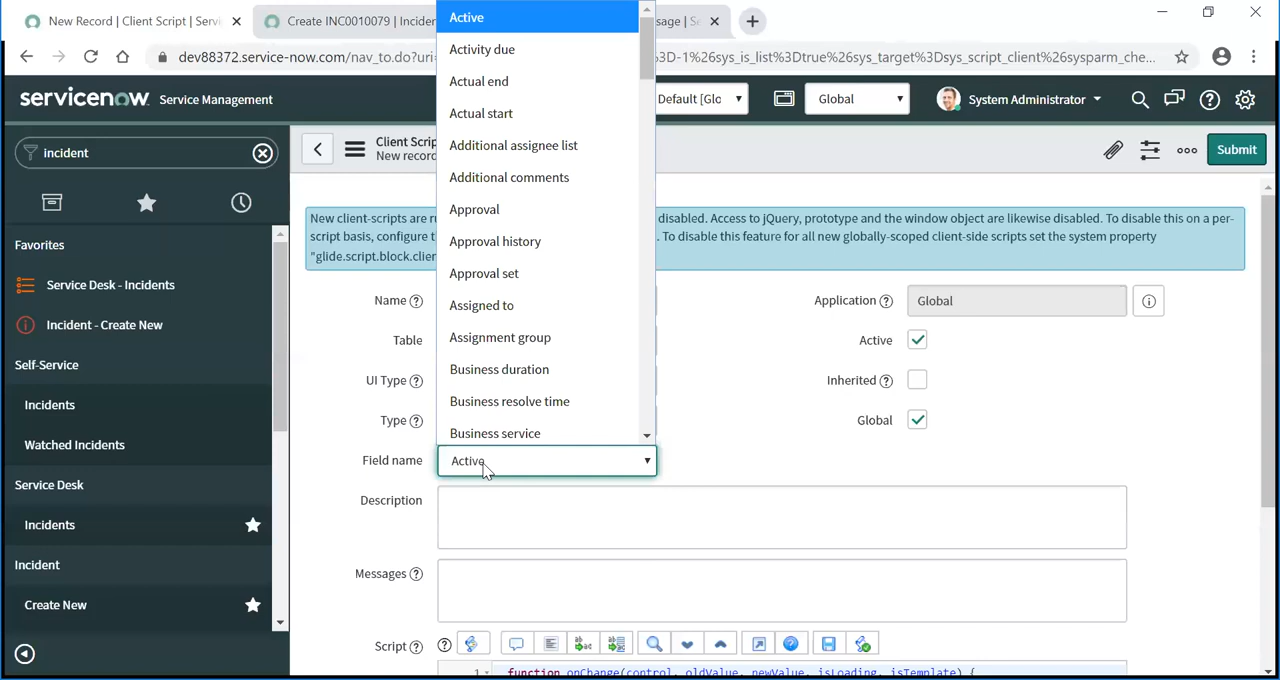 New Record | Client Script | Servi
Create INC0010079 | Inciden
sage | Se
dev88372.service-now.com/nav_to.do?uri=
%3D-1%26sys_is_list%3Dtrue%26sys_target%3Dsys_script_client%26sysparm_che...
servicenow
Service Management
Default [Glo
Global
System Administrator
incident
Client Scrip
New record
Submit
Favorites
Service Desk - Incidents
Incident - Create New
Self-Service
Incidents
Watched Incidents
Service Desk
Incidents
Incident
Create New
Active
Activity due
Actual end
Actual start
Additional assignee list
Additional comments
Approval
Approval history
Approval set
Assigned to
Assignment group
Business duration
Business resolve time
Business service
New client-scripts are ru
disabled. Access to jQuery, prototype and the window object are likewise disabled. To disable this on a per-
script basis, configure th
. To disable this feature for all new globally-scoped client-side scripts set the system property
"glide.script.block.clien
Name
Application
Global
Table
Active
UI Type
Inherited
Type
Global
Field name
Active
Description
Messages
Script
1
function onChange(control, oldValue, newValue, isLoading, isTemplate) {